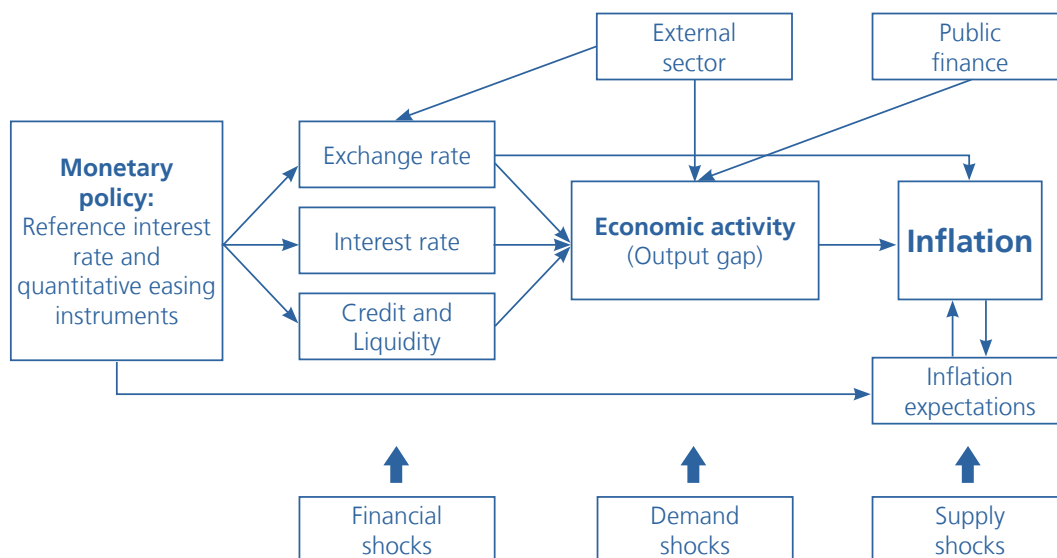 External
sector
Public
finance
Monetary
policy:
Reference interest
rate and
quantitative easing
instruments
Exchange rate
Interest rate
Credit and
Liquidity
Economic activity
(Output gap)
Inflation
Inflation
expectations
Financial
shocks
Demand
shocks
Supply
shocks